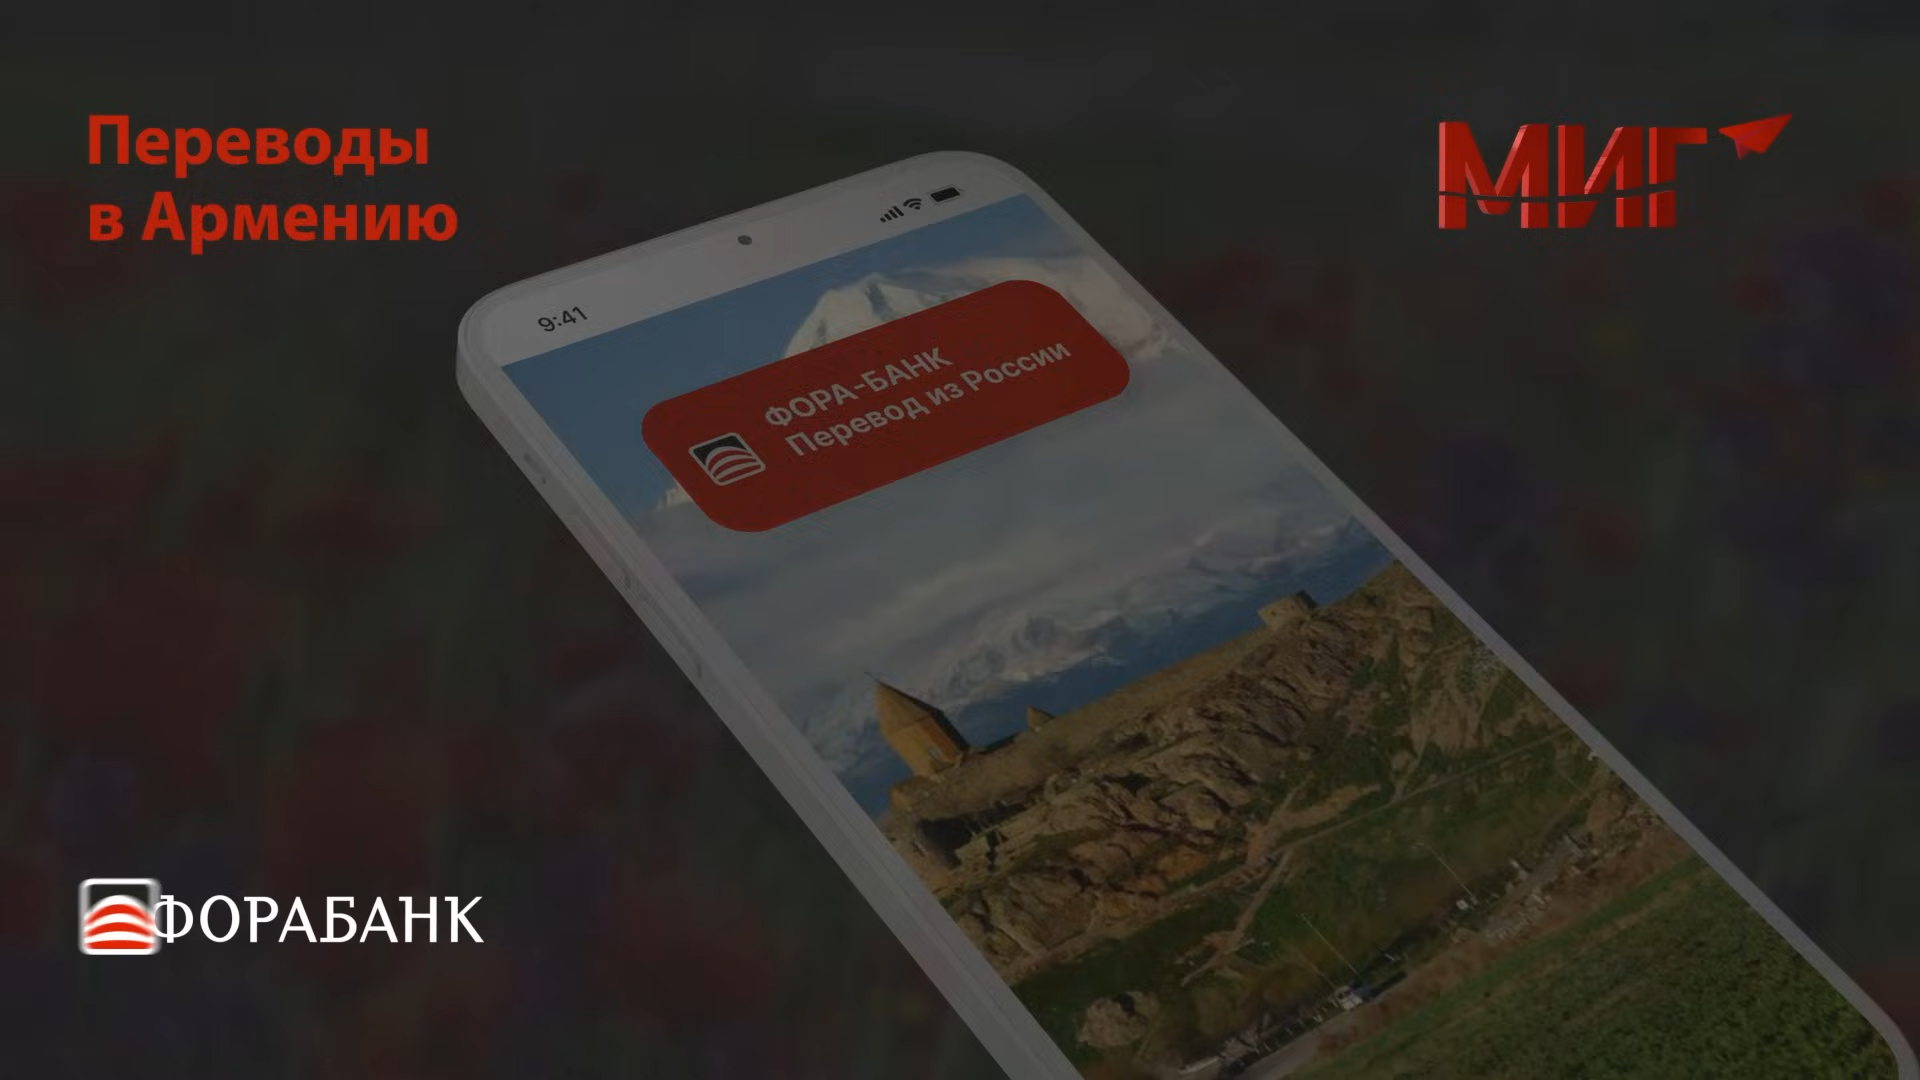 Переводы
в Армению
МИГ
9:41
ФОРА-БАНК
Перевод из России
ФОРАБАНК